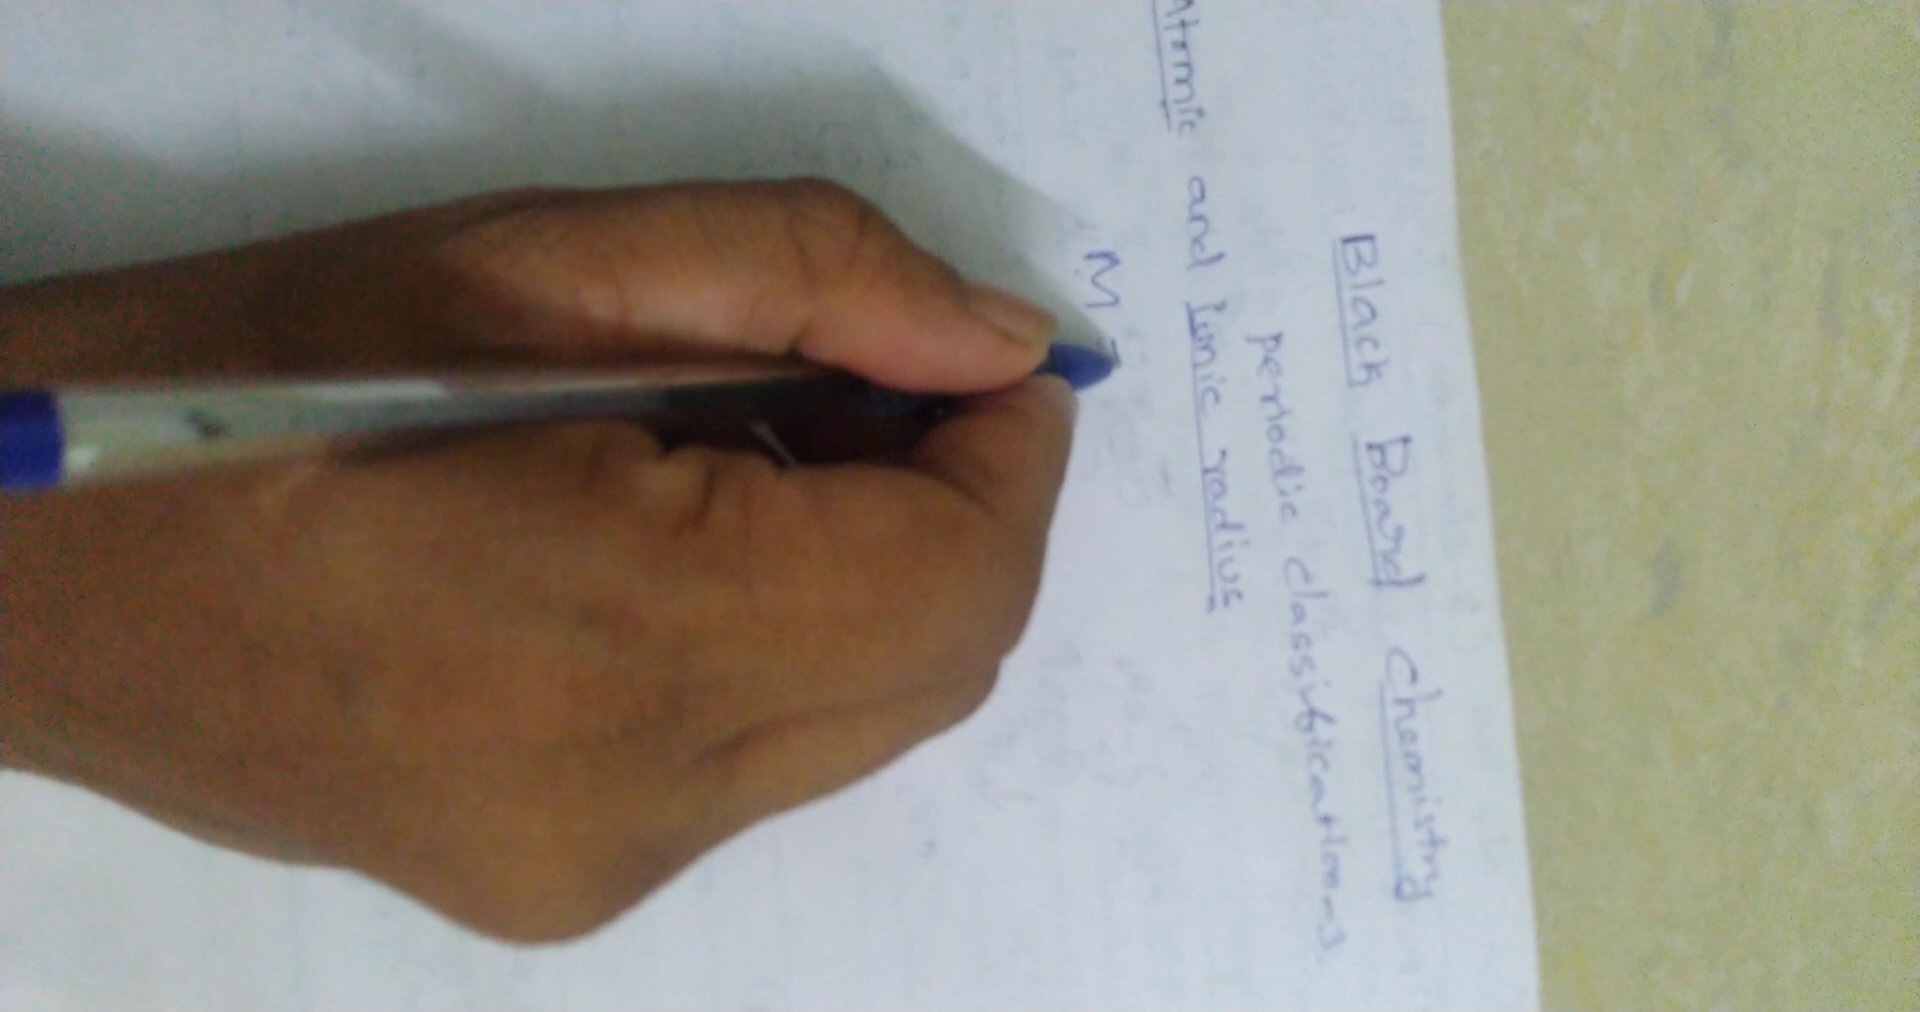 Black Board chemistry
periodic classification-3
Atomic and Ionic radius
M